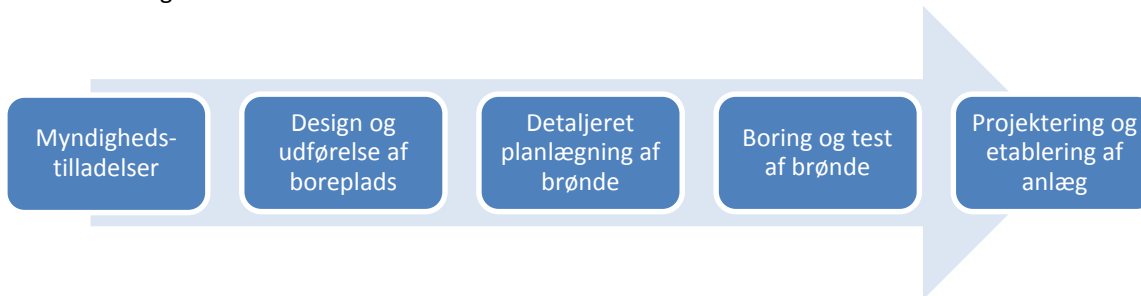 Myndigheds-
tilladelser
Design og
udførelse af
boreplads
Detaljeret
planlægning af
brønde
Boring og test
af brønde
Projektering og
etablering af
anlæg